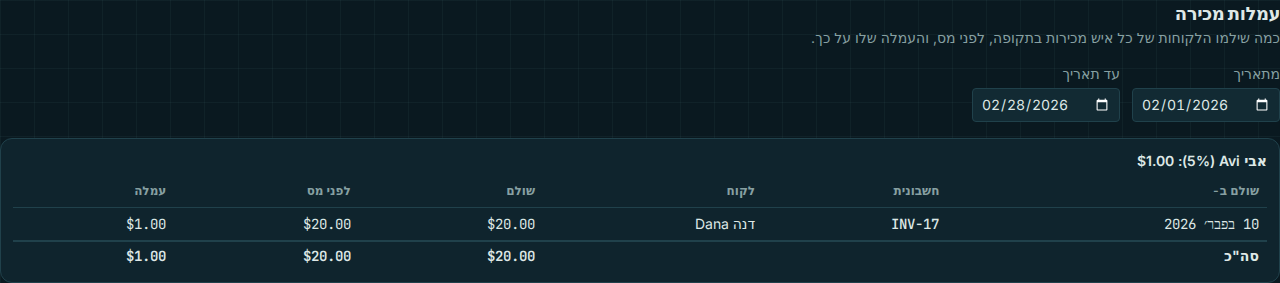 עמלות מכירה
כמה שילמו הלקוחות של כל איש מכירות בתקופה, לפני מס, והעמלה שלו על כך.
מתאריך עד תאריך
02/01/2026 02/28/2026
אבי Avi (5%): $1.00
שולם ב- חשבונית לקוח שולם לפני מס עמלה
10 בפבר׳ 2026 INV-17 דנה Dana $20.00 $20.00 $1.00
סה"כ $20.00 $20.00 $1.00